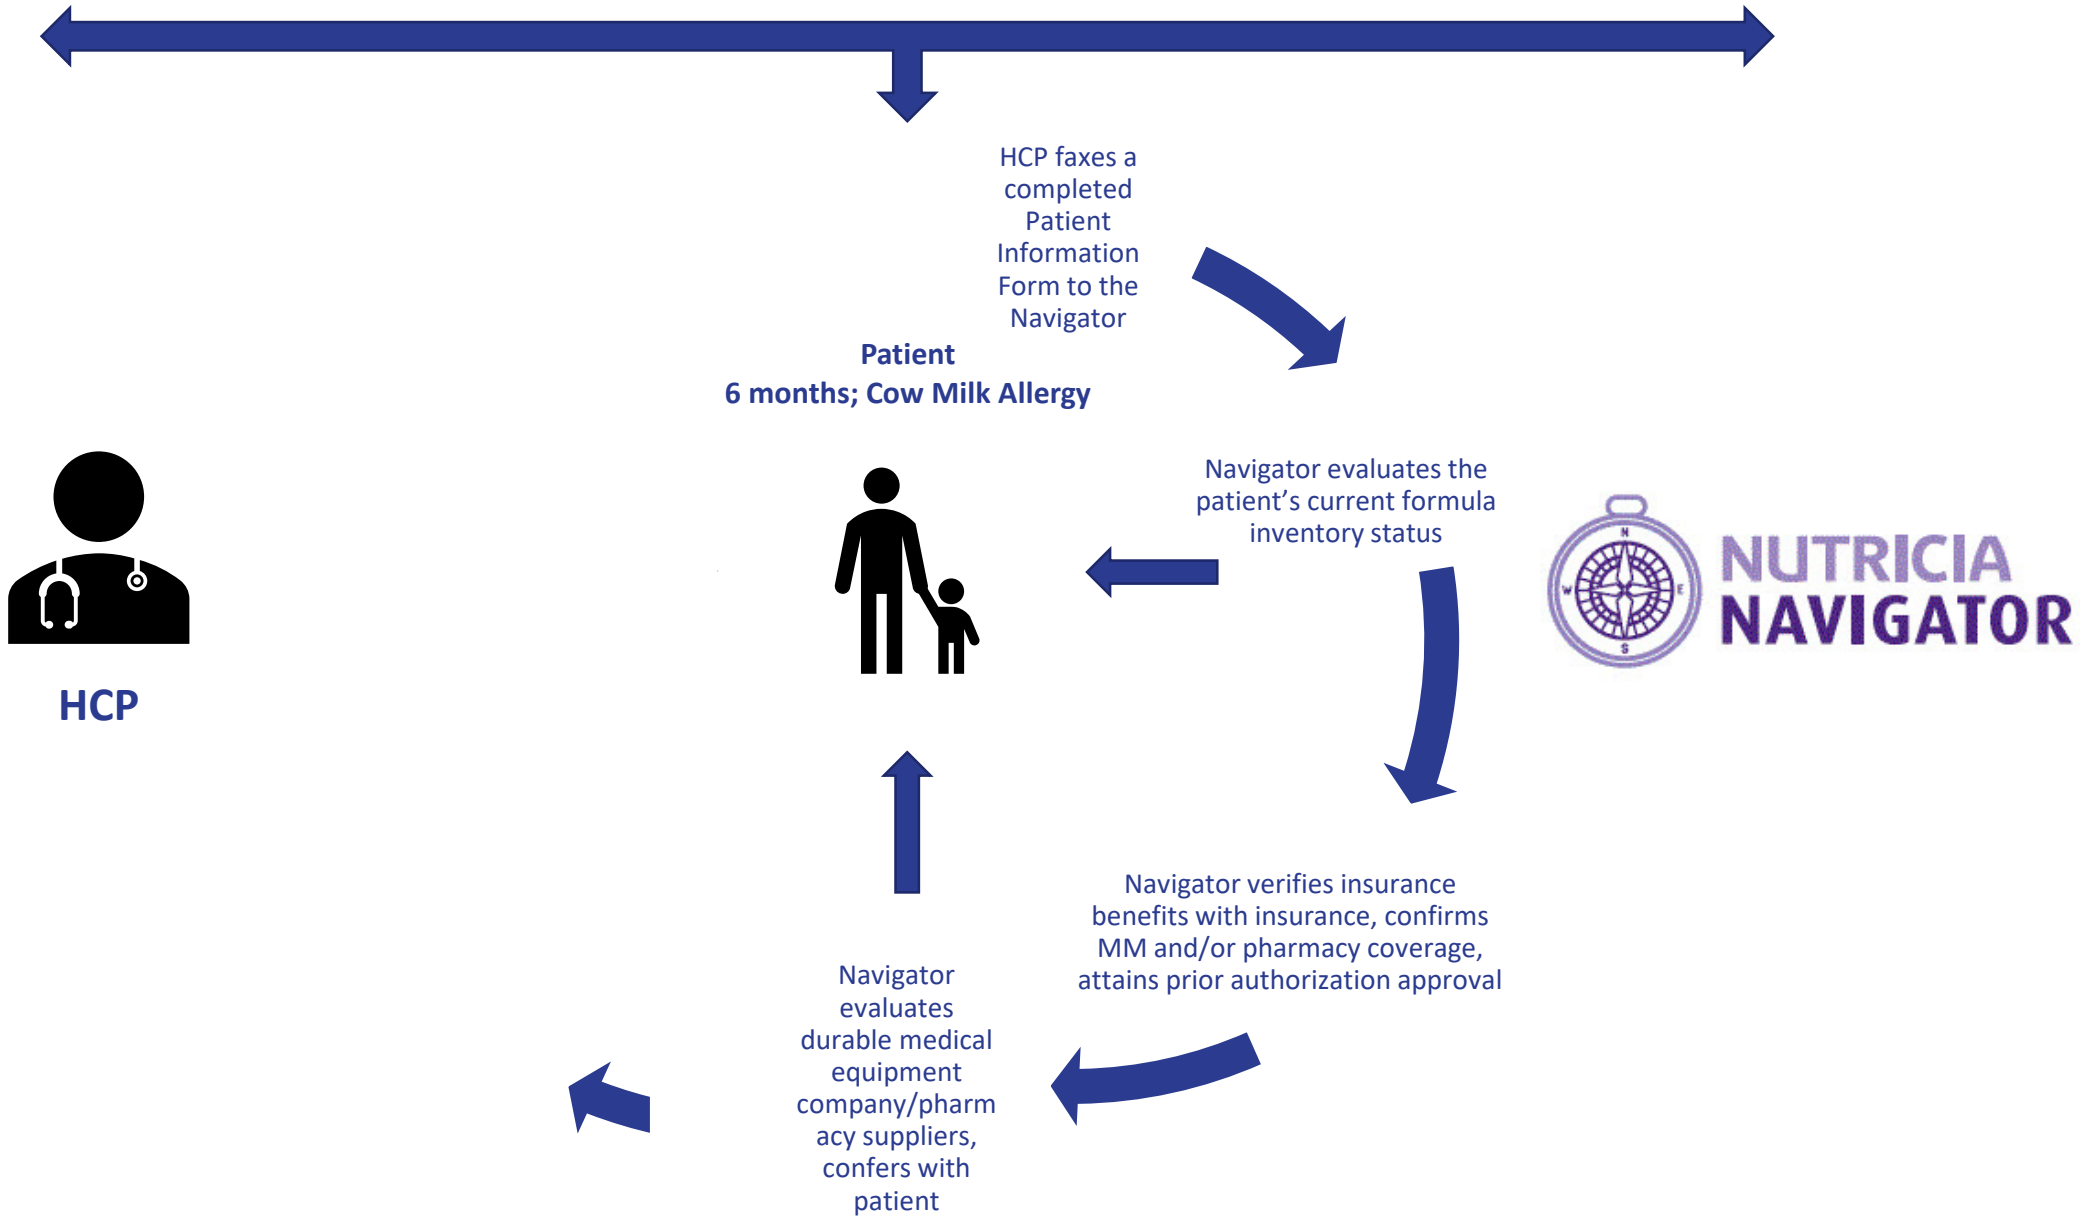 HCP faxes a
completed
Patient
Information
Form to the
Navigator
Patient
6 months; Cow Milk Allergy
Navigator evaluates the
patient’s current formula
inventory status
N
W
E
S
NUTRICIA
NAVIGATOR
HCP
Navigator verifies insurance
benefits with insurance, confirms
MM and/or pharmacy coverage,
attains prior authorization approval
Navigator
evaluates
durable medical
equipment
company/pharm
acy suppliers,
confers with
patient